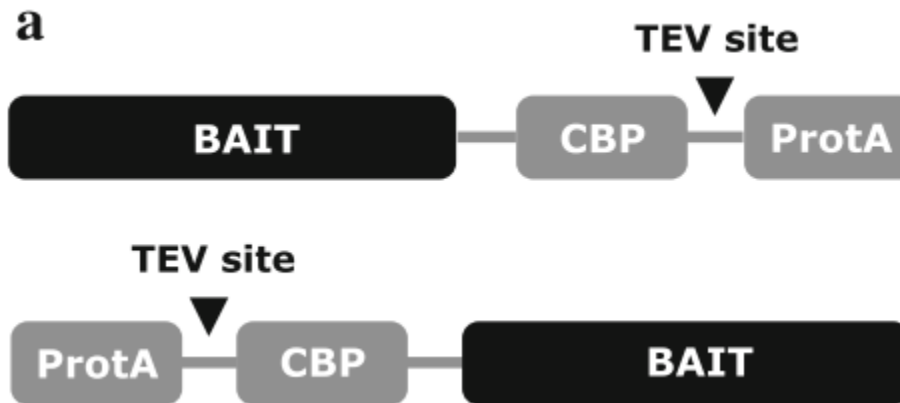 a
TEV site
BAIT CBP ProtA
TEV site
ProtA CBP BAIT